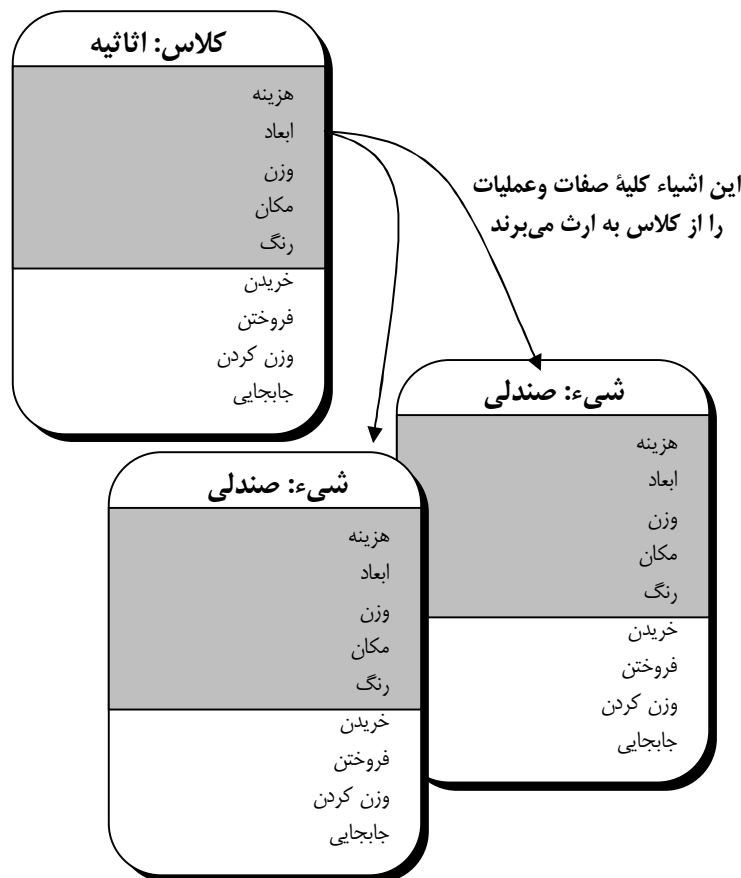 کلاس: اثاثیه
هزینه
ابعاد
وزن
مکان
رنگ
خریدن
فروختن
وزن کردن
جابجایی
این اشیاء کلیهٔ صفات وعملیات
را از کلاس به ارث می‌برند
شیء: صندلی
هزینه
ابعاد
وزن
مکان
رنگ
خریدن
فروختن
وزن کردن
جابجایی
شیء: صندلی
هزینه
ابعاد
وزن
مکان
رنگ
خریدن
فروختن
وزن کردن
جابجایی